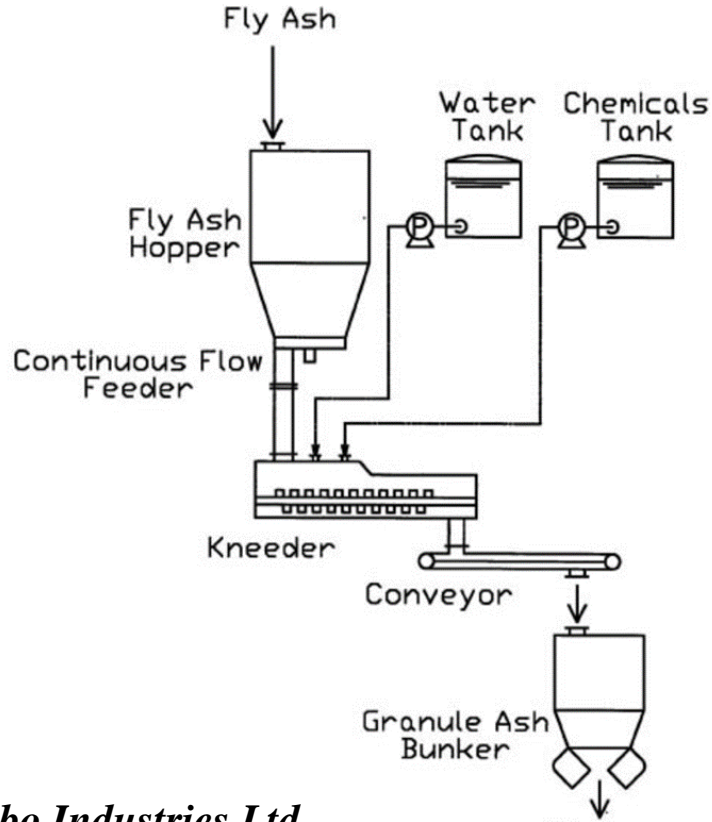 Fly Ash
Water
Tank
Chemicals
Tank
P
P
Fly Ash
Hopper
Continuous Flow
Feeder
Kneeder
Conveyor
Granule Ash
Bunker
Industries Ltd